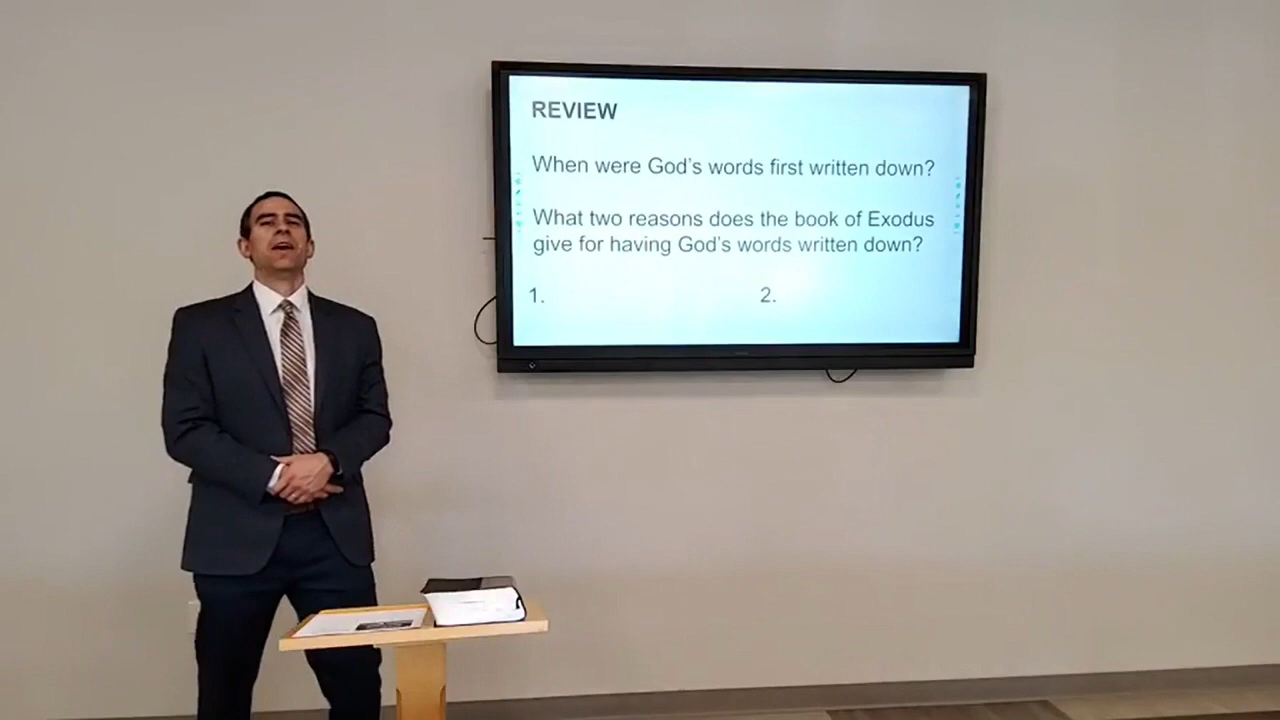 REVIEW
When were God's words first written down?
What two reasons does the book of Exodus
give for having God's words written down?
1. 2.